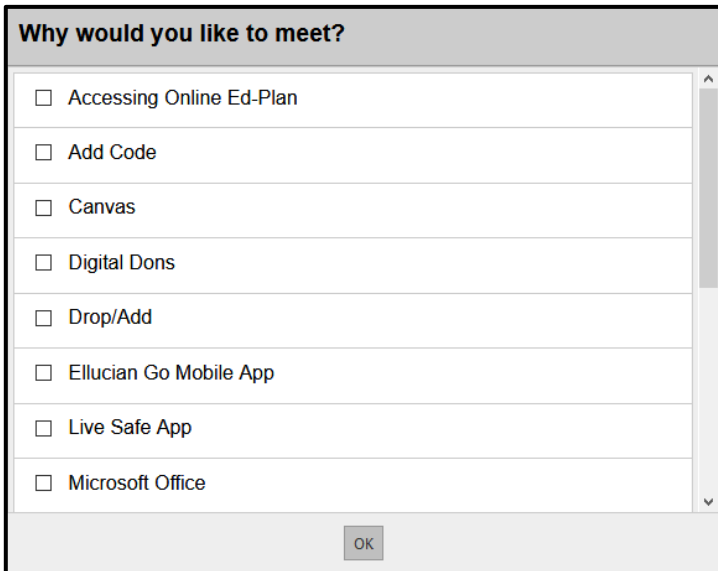 Why would you like to meet?
Accessing Online Ed-Plan
Add Code
Canvas
Digital Dons
Drop/Add
Ellucian Go Mobile App
Live Safe App
Microsoft Office
OK